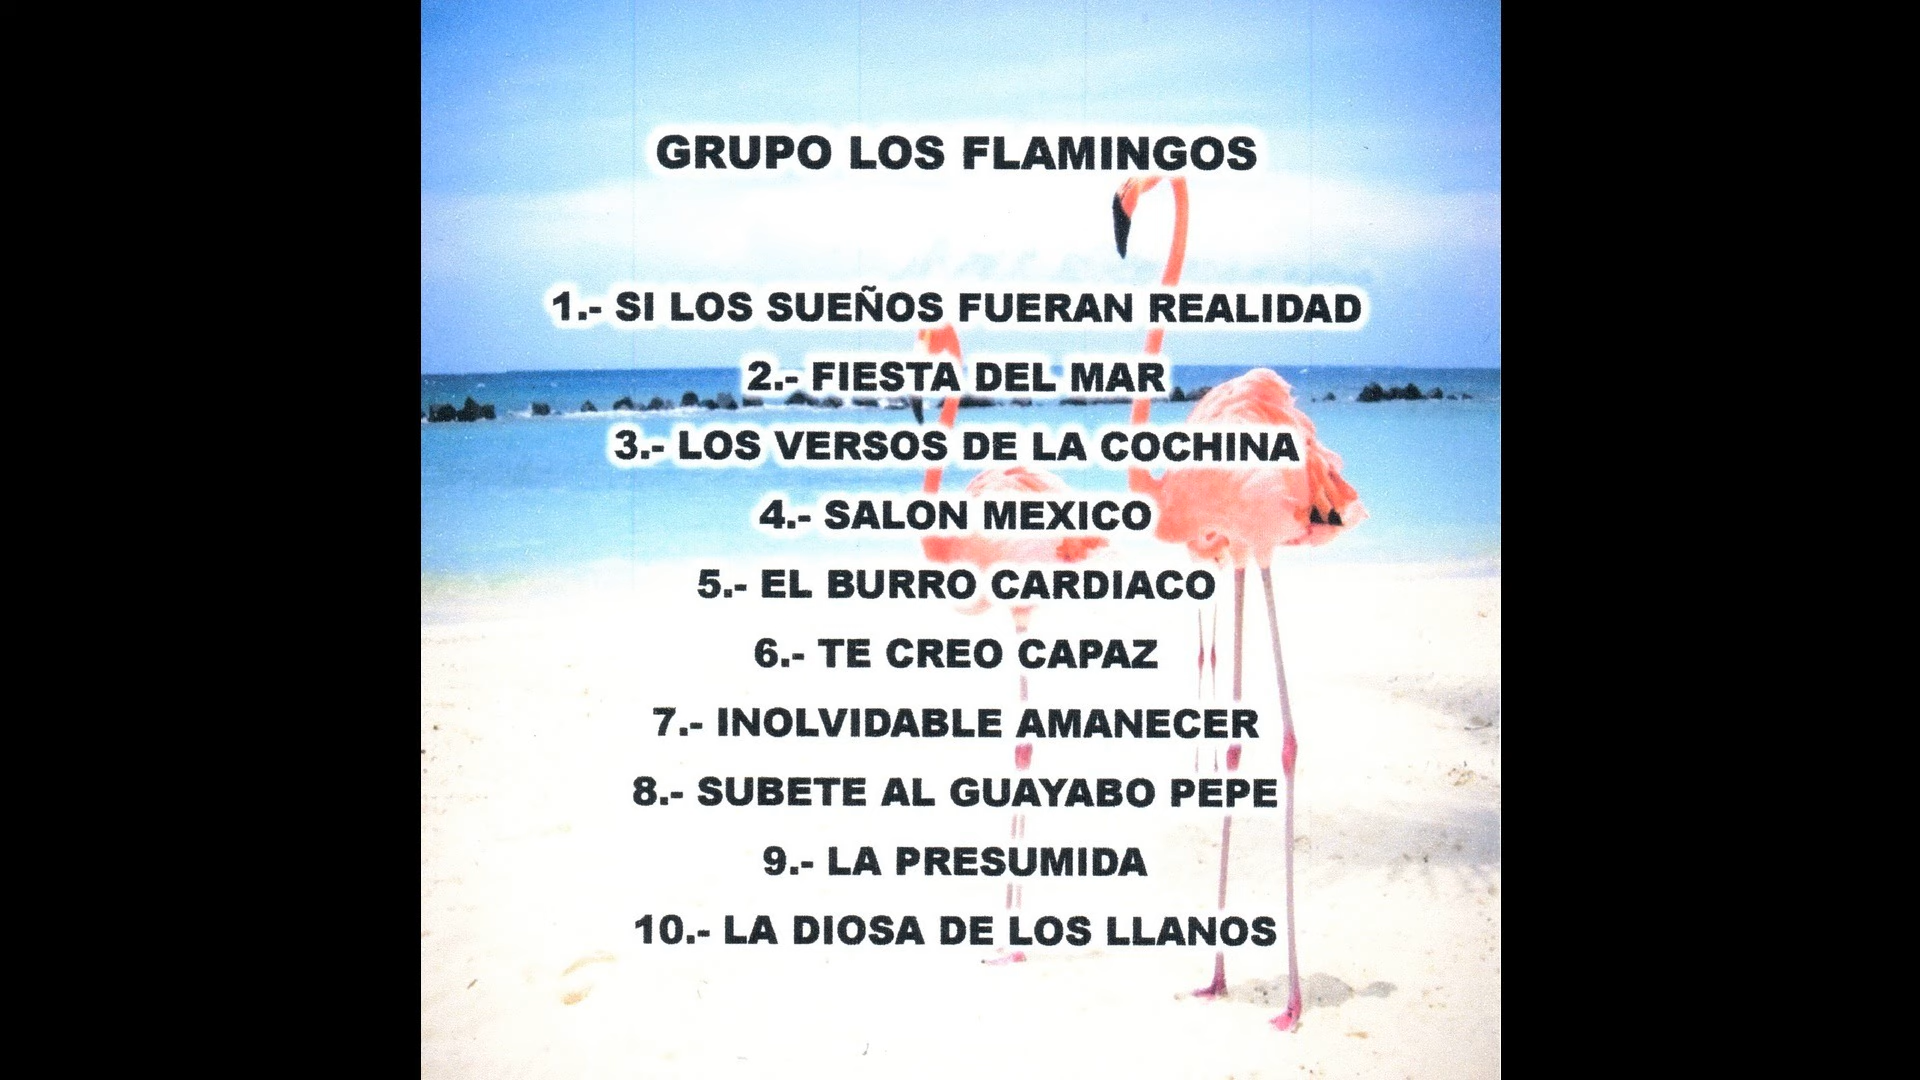 GRUPO LOS FLAMINGOS
1.- SI LOS SUEÑOS FUERAN REALIDAD
2.- FIESTA DEL MAR
3.- LOS VERSOS DE LA COCHINA
4.- SALON MEXICO
5.- EL BURRO CARDIACO
6.- TE CREO CAPAZ
7.- INOLVIDABLE AMANECER
8.- SUBETE AL GUAYABO PEPE
9.- LA PRESUMIDA
10.- LA DIOSA DE LOS LLANOS